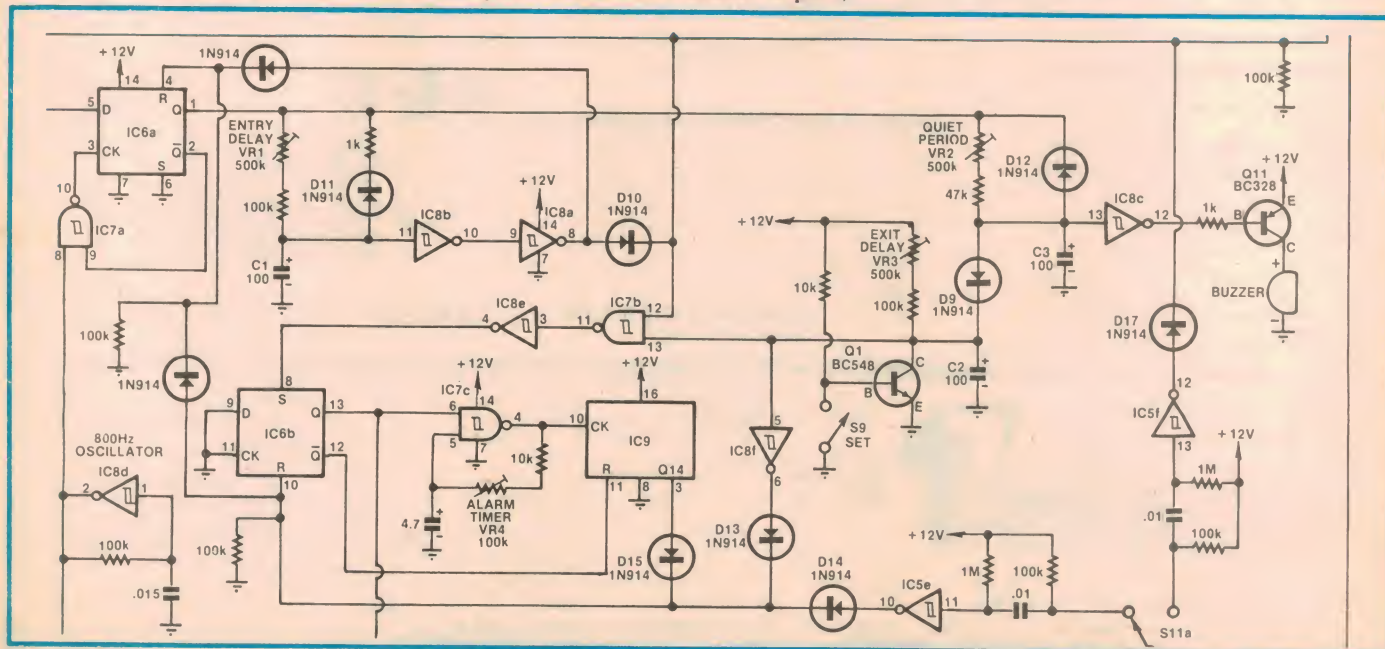 +12V
1N914
14
4
R
5
D
Q
1
IC6a
3
CK
Q
2
7
S
6
10
IC7a
8
9
ENTRY
DELAY
VR1
500k
100k
1k
D11
1N914
C1
100
+
-
11
IC8b
10
9
+12V
IC8a
14
8
7
D10
1N914
+12V
10k
EXIT
DELAY
VR3
500k
100k
QUIET
PERIOD
VR2
500k
47k
D12
1N914
D9
1N914
13
IC8c
12
C3
100
+
-
1k
100k
+12V
Q11
BC328
B
E
C
+
BUZZER
-
100k
1N914
IC8e
4
3
IC7b
11
12
13
Q1
BC548
B
C
E
C2
100
+
-
S9
SET
5
IC8f
6
D13
1N914
D17
1N914
12
IC5f
13
+12V
1M
.01
100k
S11a
8
S
9
D
Q
13
IC6b
11
CK
Q
12
R
10
+12V
IC7c
14
6
5
4
7
10k
ALARM
TIMER
VR4
100k
4.7
+
-
+12V
16
10
CK
IC9
R
Q14
11
8
3
D15
1N914
D14
1N914
IC5e
10
11
+12V
1M
100k
.01
800Hz
OSCILLATOR
IC8d
2
1
100k
.015
100k